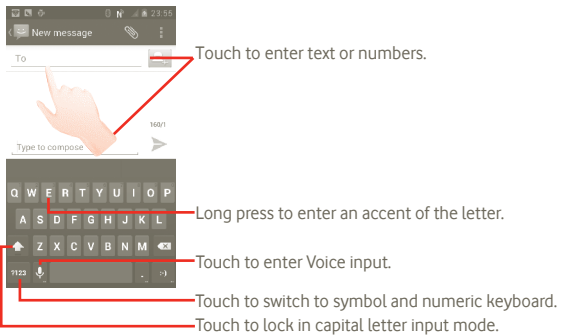 23:55
New message
To
Touch to enter text or numbers.
160/1
Type to compose
Q W E R T Y U I O P
A S D F G H J K L
Long press to enter an accent of the letter.
Z X C V B N M
Touch to enter Voice input.
?123 . :-)
Touch to switch to symbol and numeric keyboard.
Touch to lock in capital letter input mode.